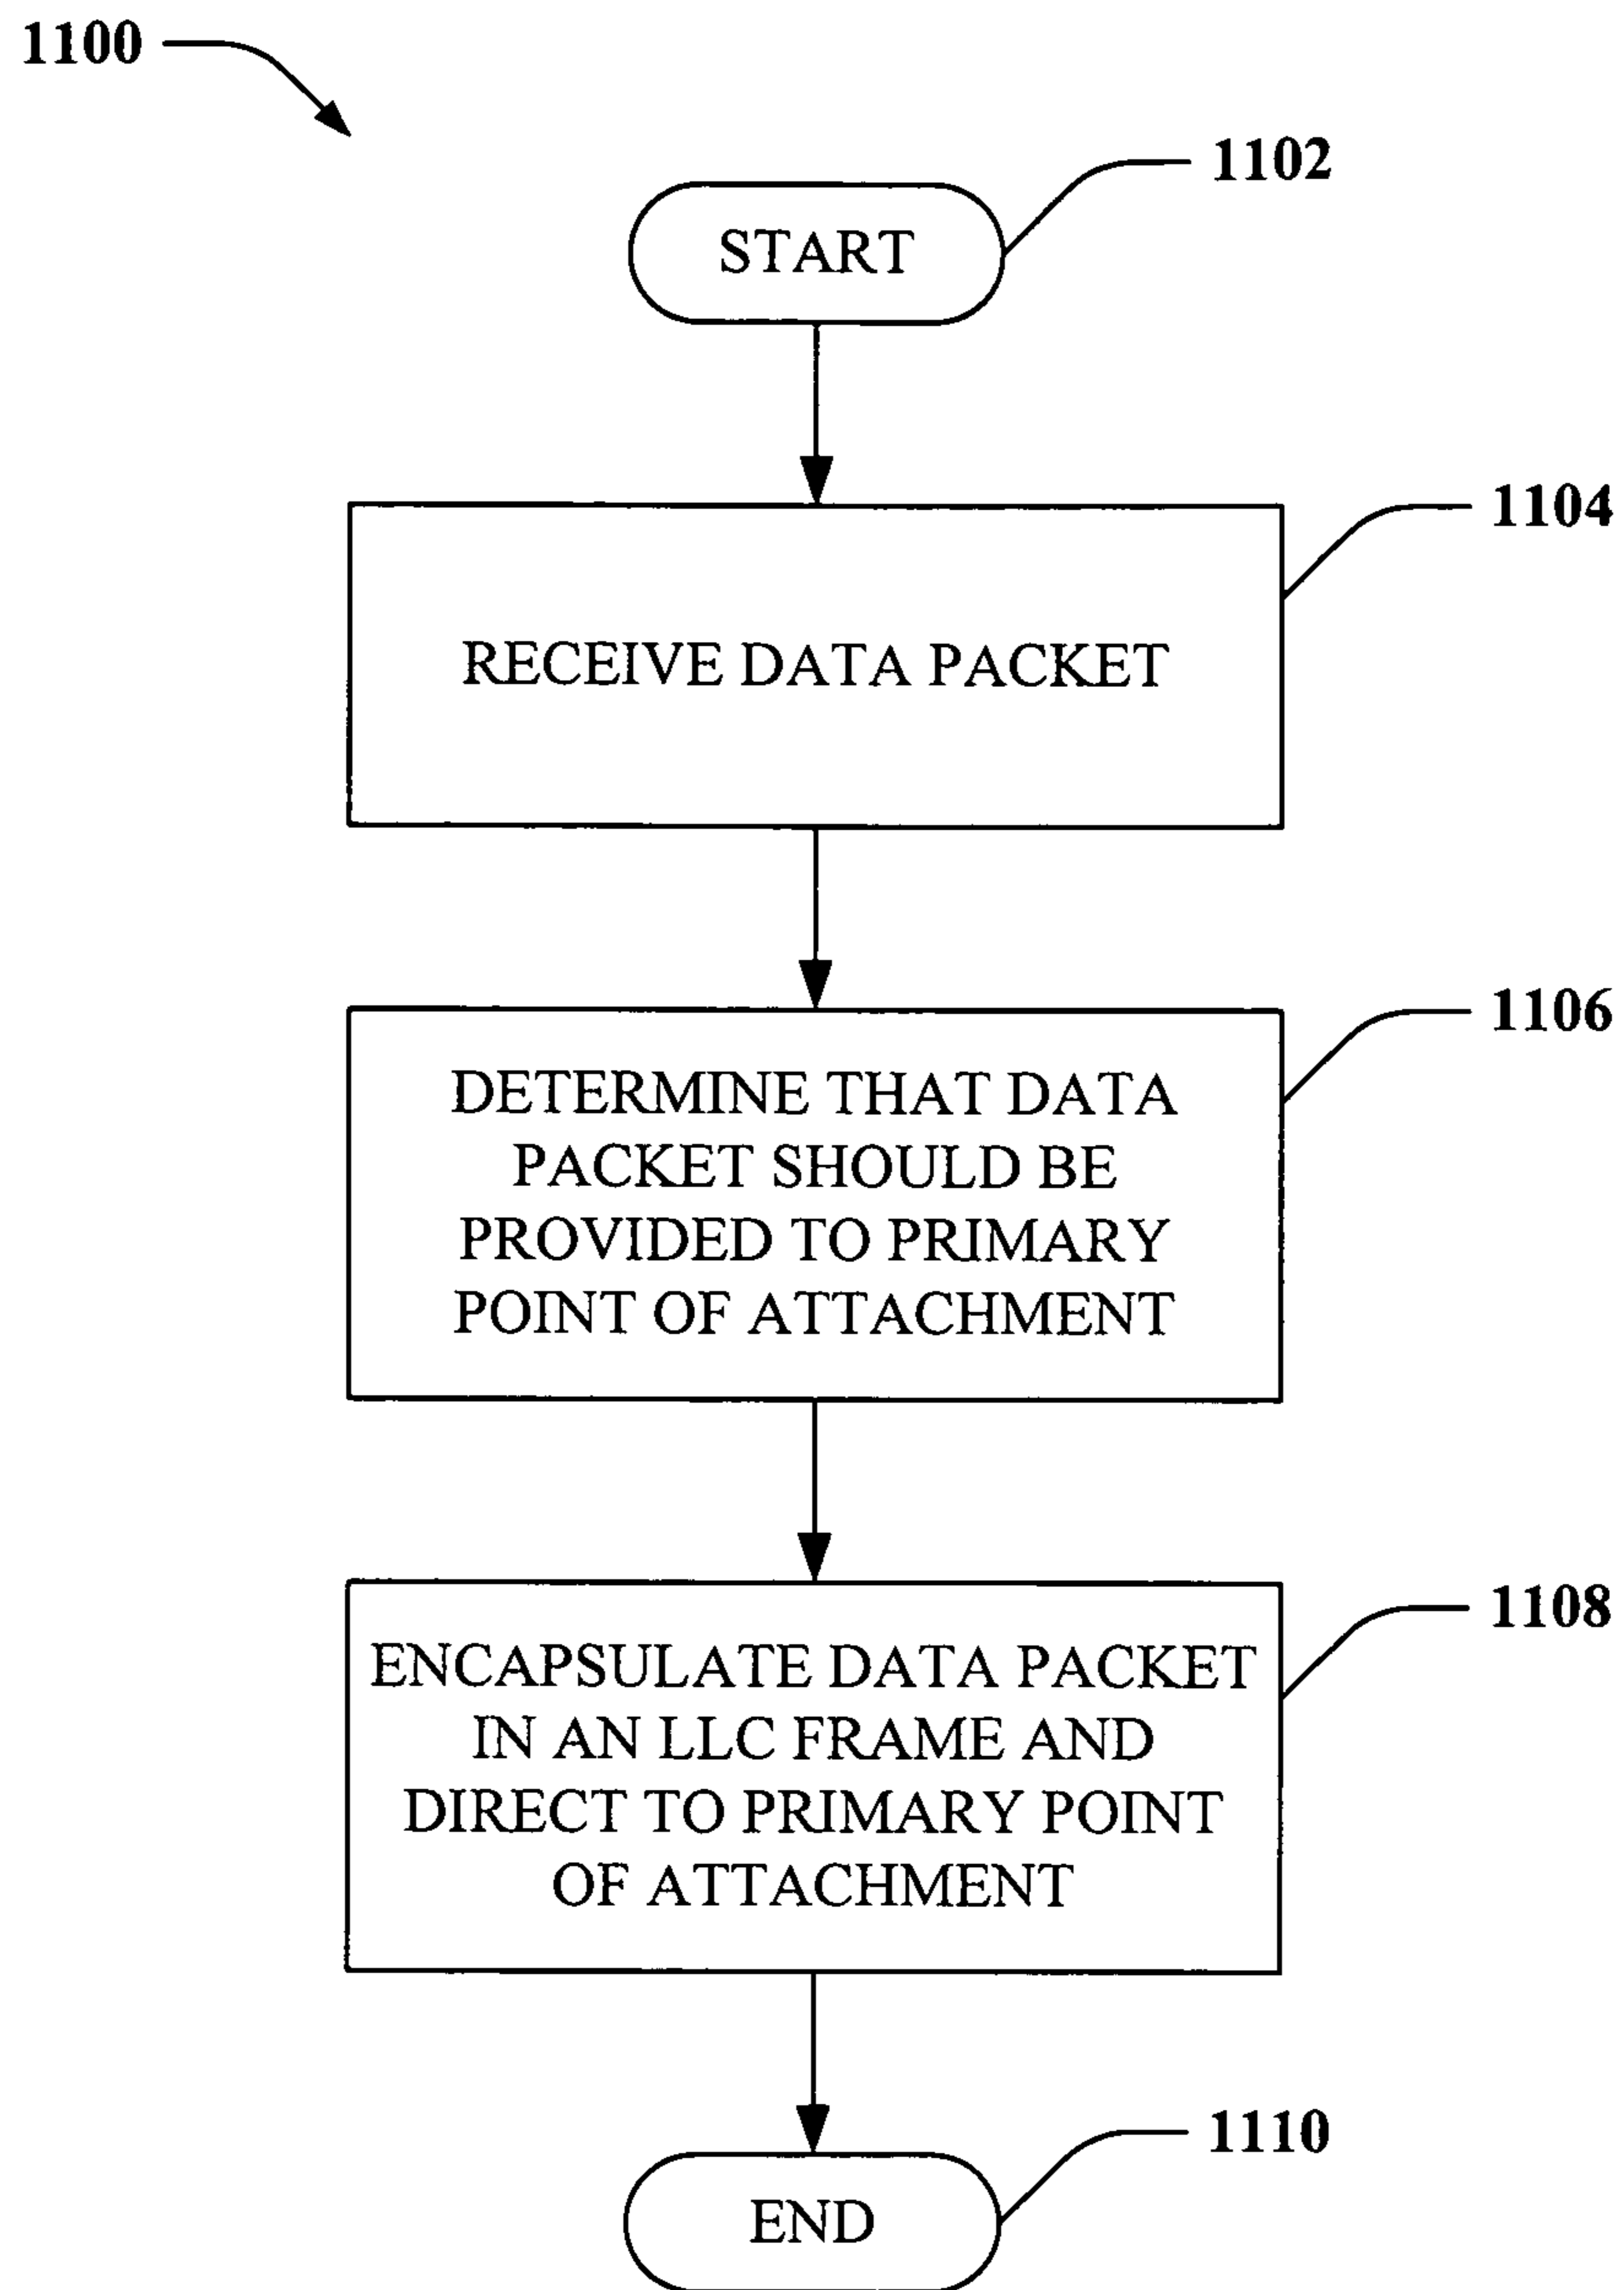 1100
1102
START
1104
RECEIVE DATA PACKET
1106
DETERMINE THAT DATA
PACKET SHOULD BE
PROVIDED TO PRIMARY
POINT OF ATTACHMENT
1108
ENCAPSULATE DATA PACKET
IN AN LLC FRAME AND
DIRECT TO PRIMARY POINT
OF ATTACHMENT
1110
END